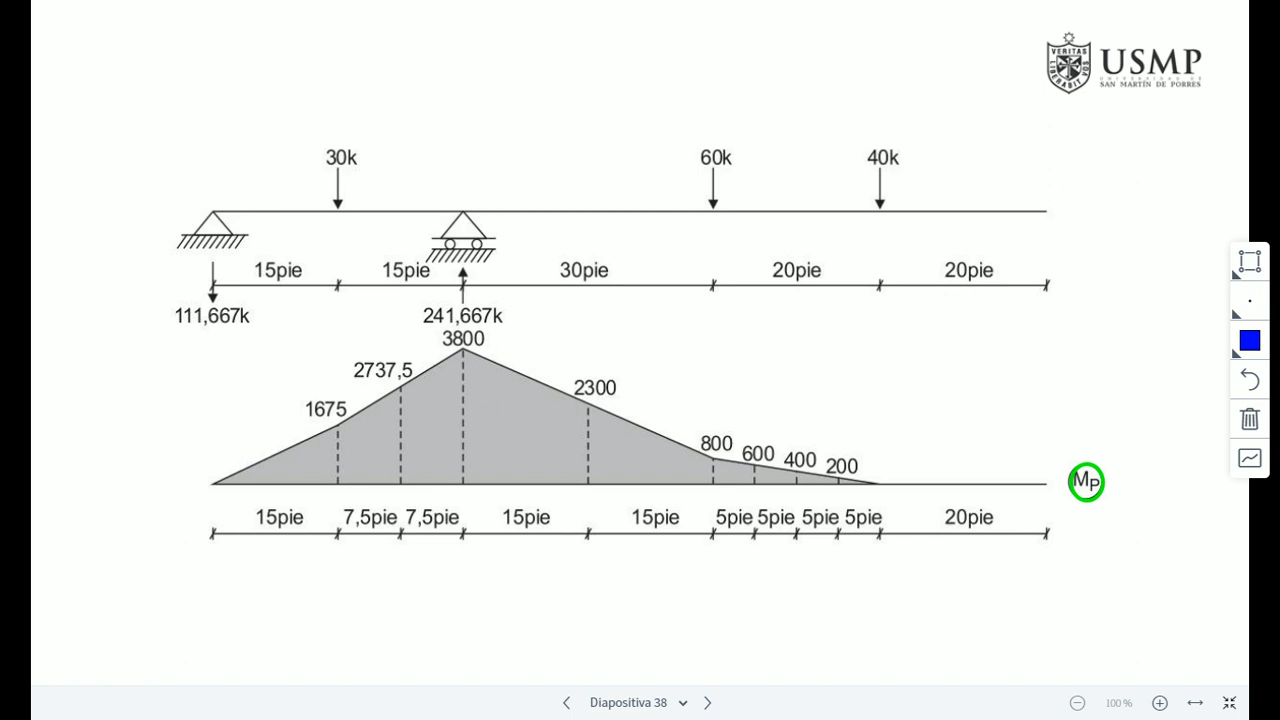 VERITAS
LIBERABIT
VOS
USMP
UNIVERSIDAD DE
SAN MARTÍN DE PORRES
30k
60k
40k
15pie
15pie
30pie
20pie
20pie
111,667k
241,667k
3800
2737,5
2300
1675
800
600
400
200
MP
15pie
7,5pie
7,5pie
15pie
15pie
5pie
5pie
5pie
5pie
20pie
Diapositiva 38
100 %